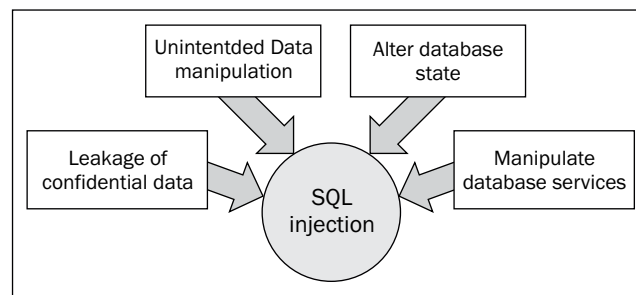 Unintentded Data
manipulation
Alter database
state
Leakage of
confidential data
SQL
injection
Manipulate
database services